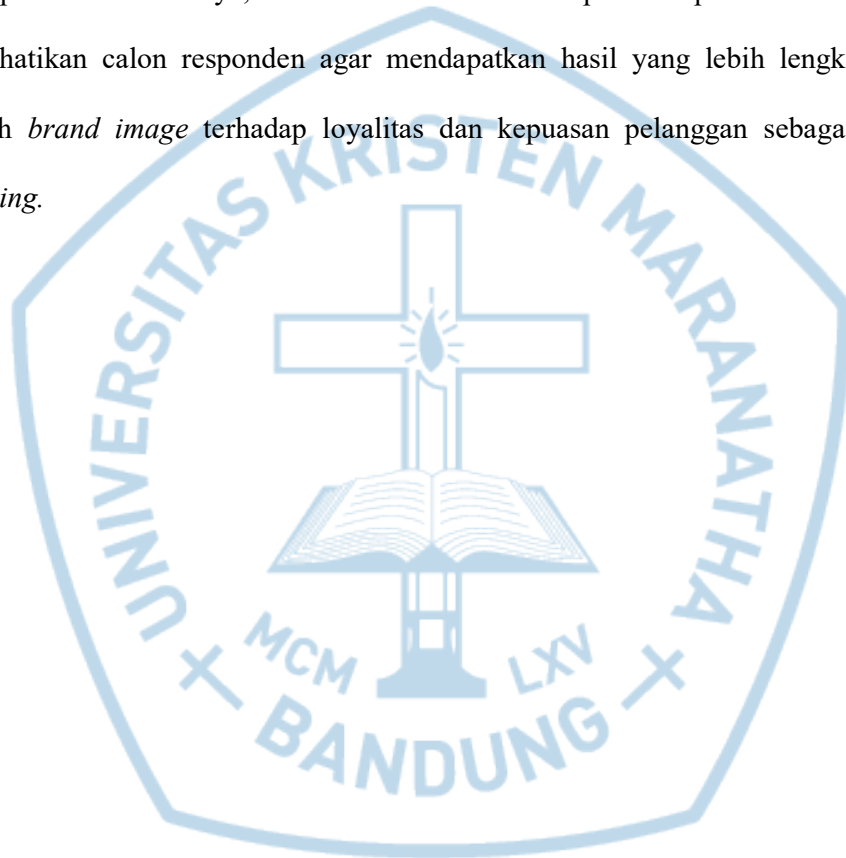 hatikan calon responden agar mendapatkan hasil yang lebih lengk
h brand image terhadap loyalitas dan kepuasan pelanggan sebaga
ing.
UNIVERSITAS KRISTEN MARANATHA
MCM LXV
BANDUNG